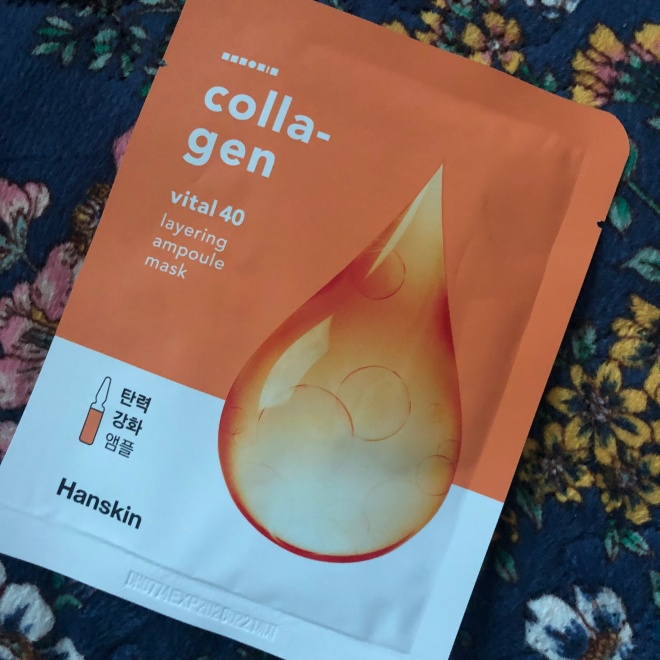 colla-
gen
vital 40
layering
ampoule
mask
탄력
강화
앰플
Hanskin